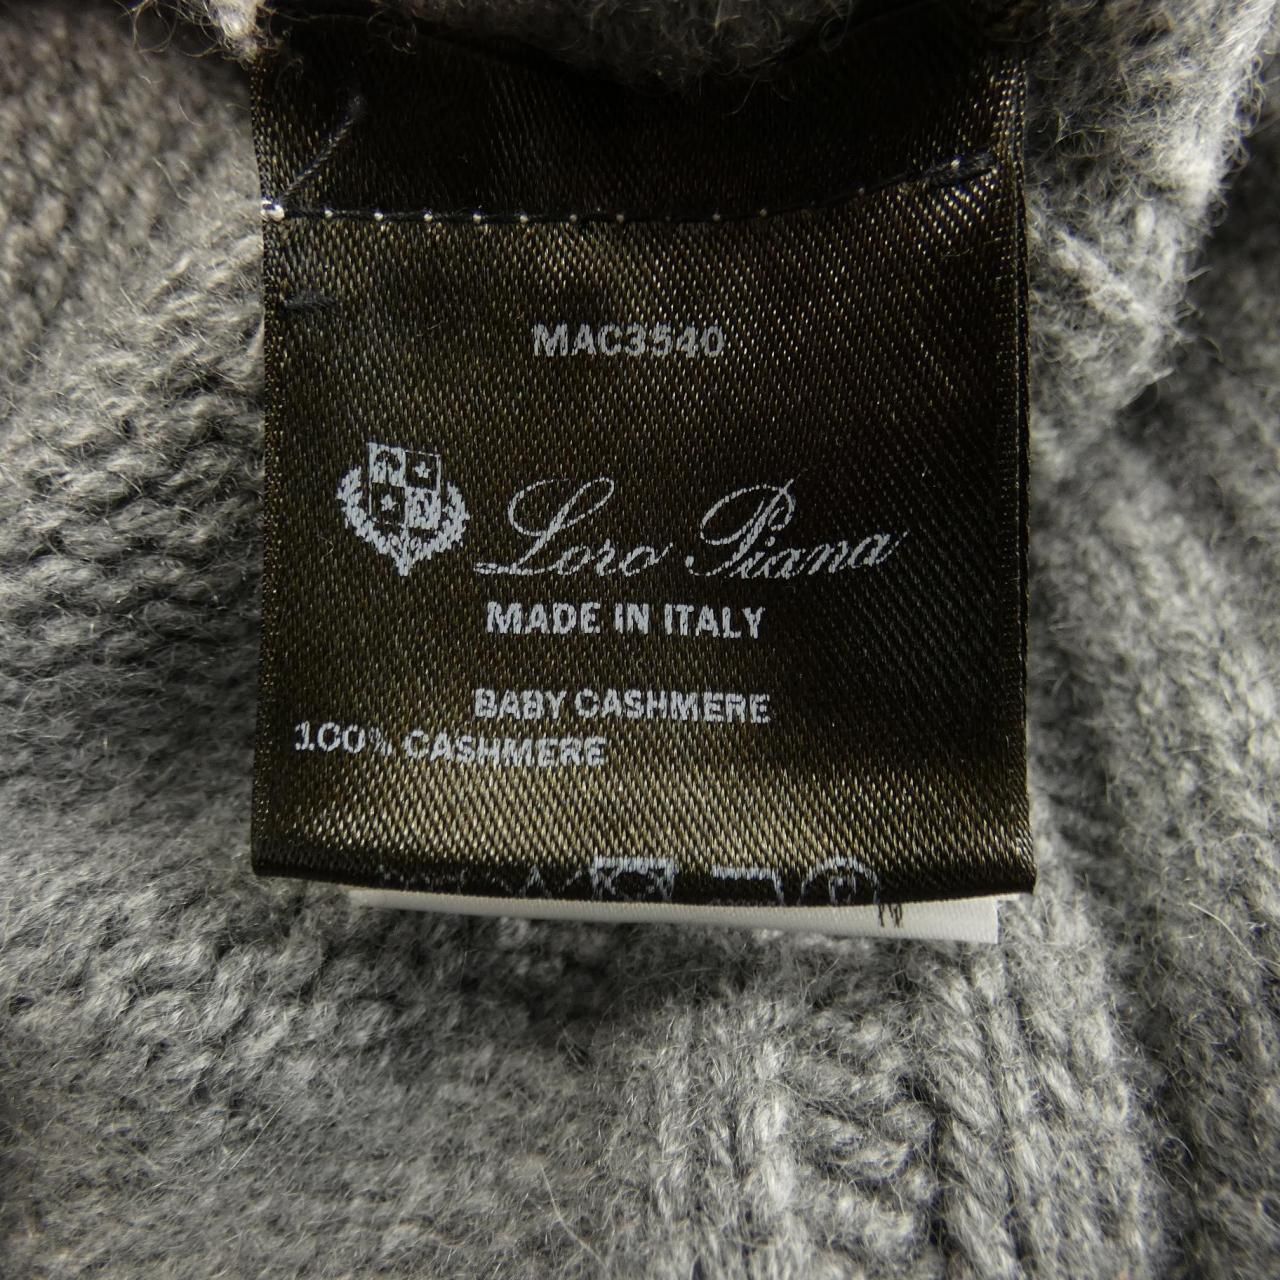 MAC3540
Loro Piana
MADE IN ITALY
BABY CASHMERE
100% CASHMERE